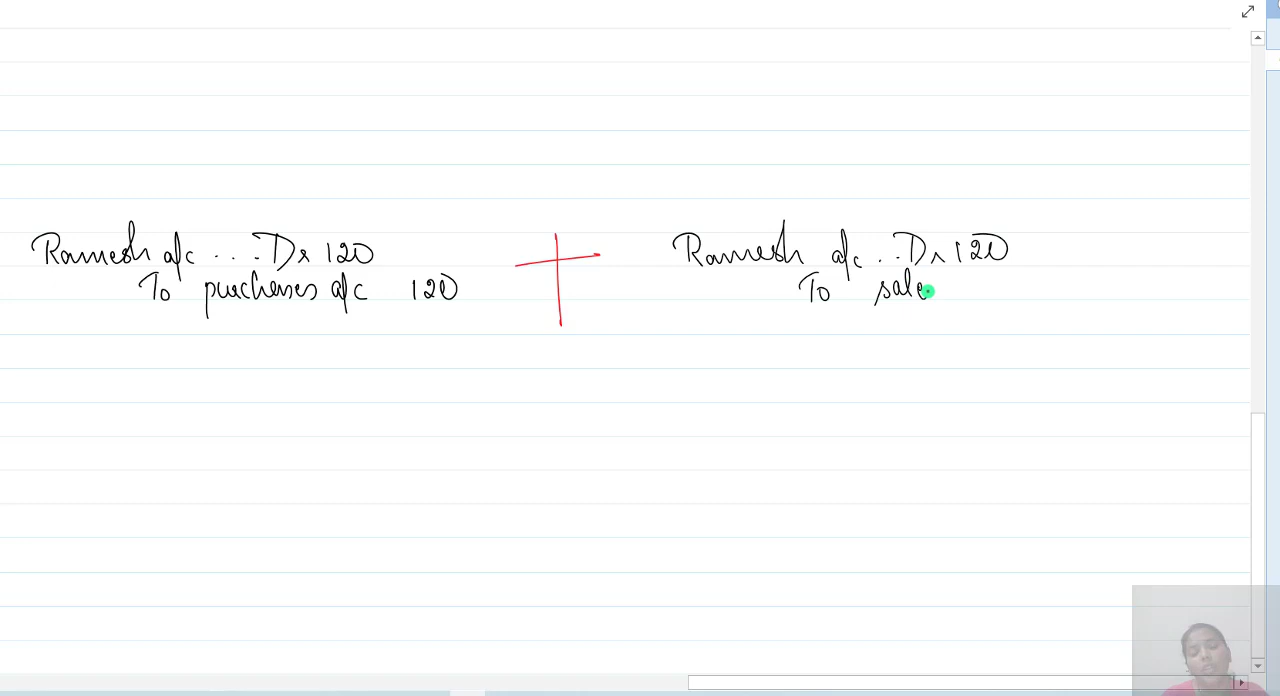 Ramesh a/c ... Dr 120
To purchases a/c 120
Ramesh a/c .. Dr 120
To sale